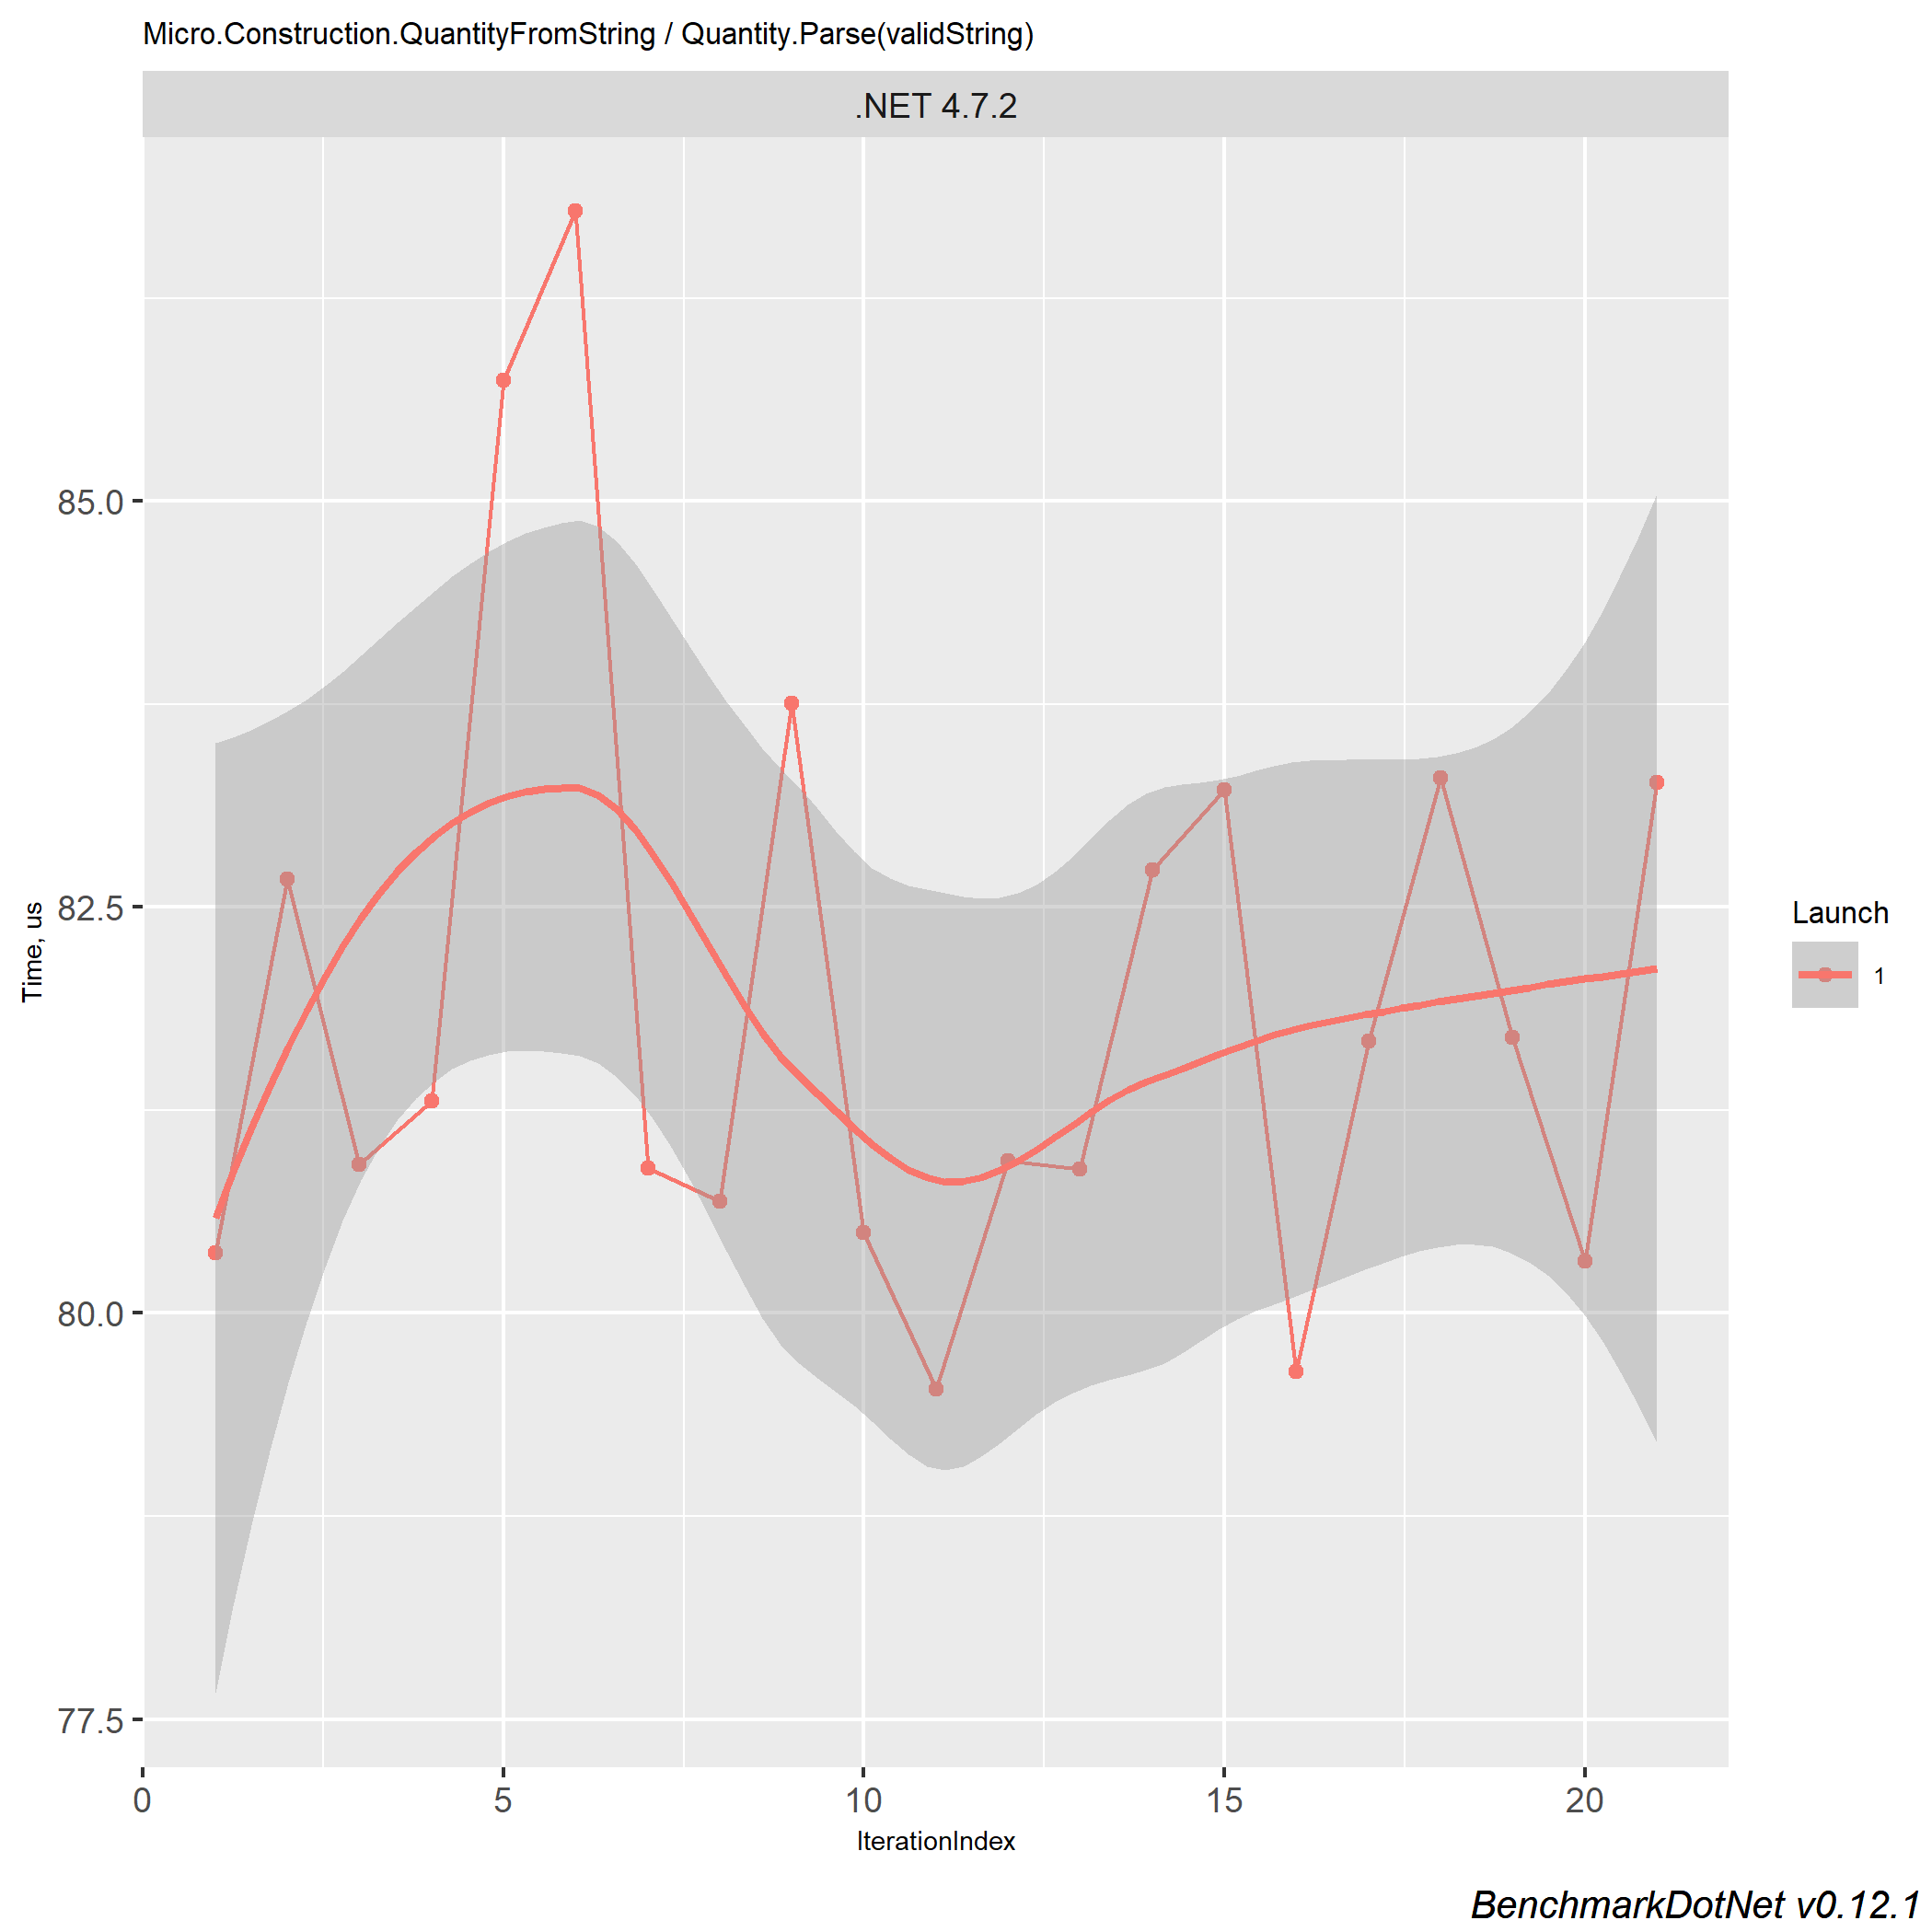 Micro.Construction.QuantityFromString / Quantity.Parse(validString)
.NET 4.7.2
85.0
82.5
80.0
77.5
Time, us
0 5 10 15 20
IterationIndex
Launch
1
BenchmarkDotNet v0.12.1